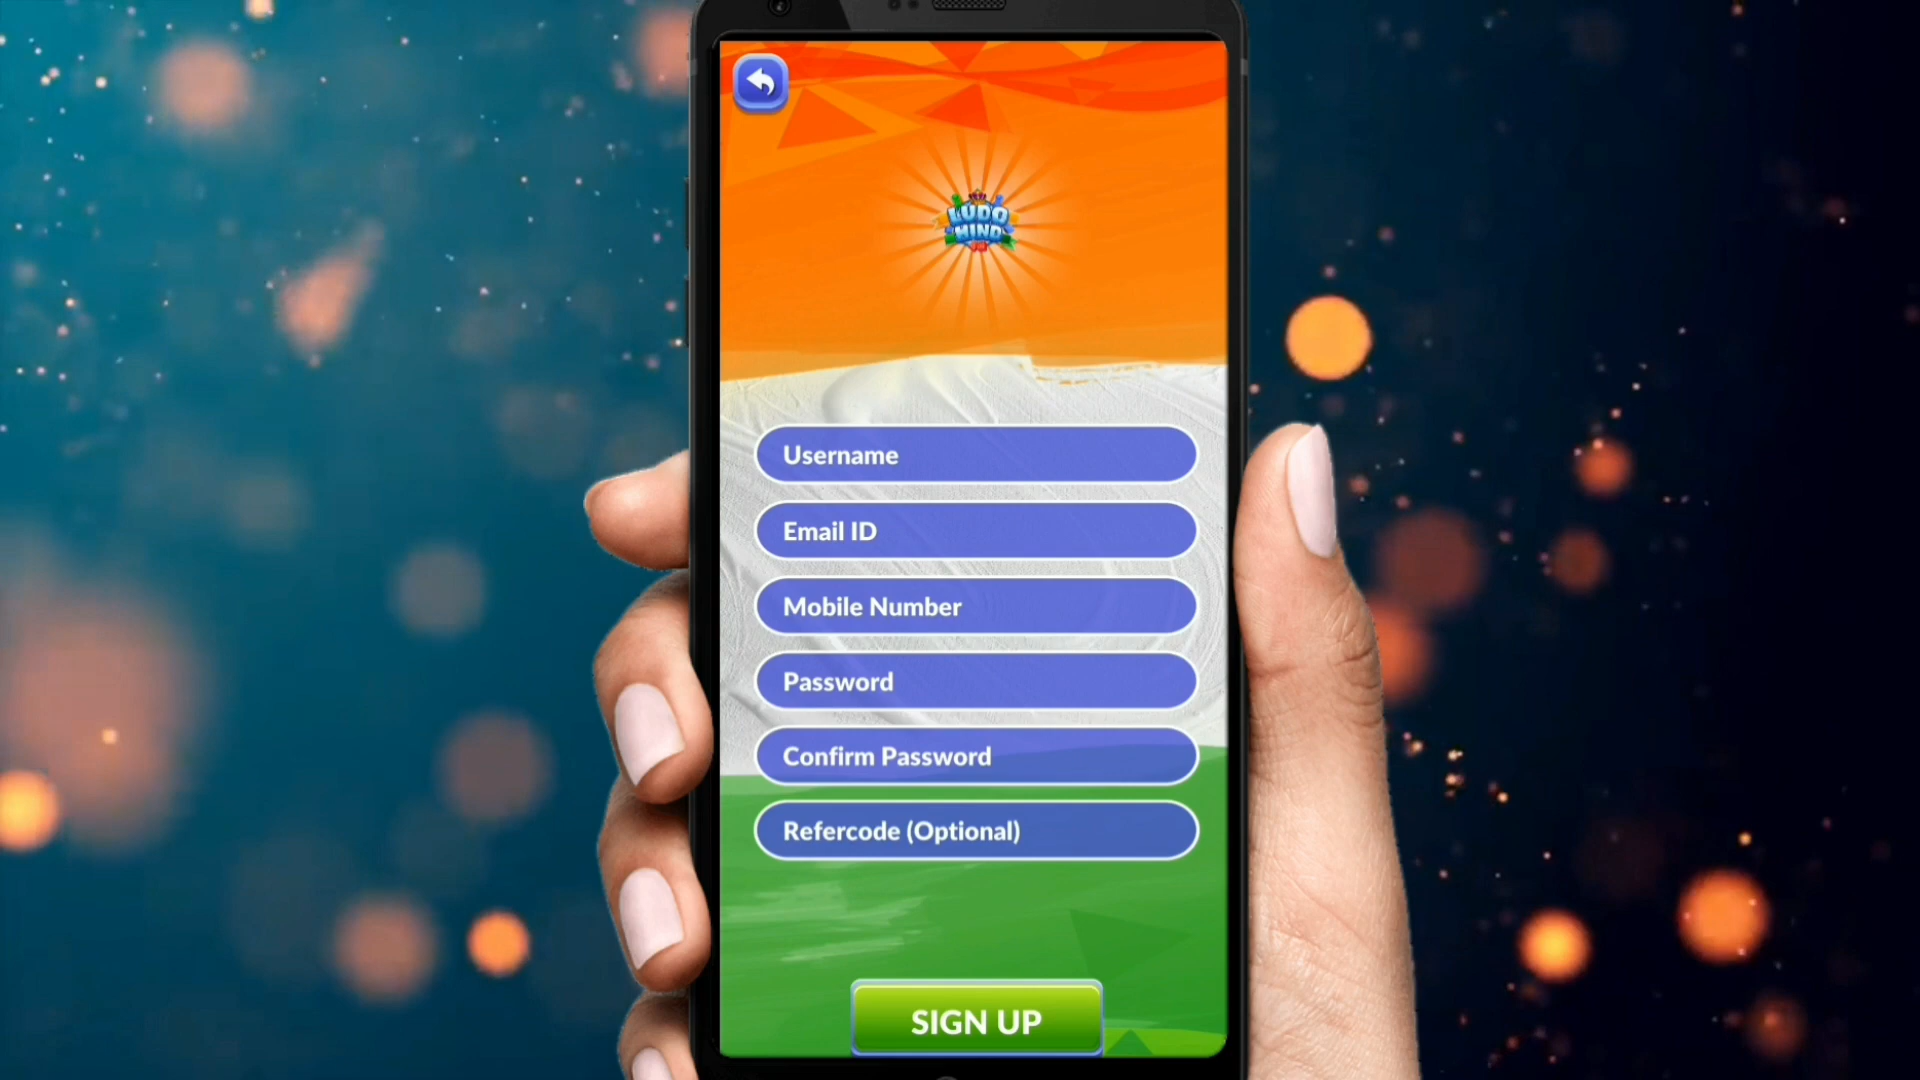 LUDO
HIND
Username
Email ID
Mobile Number
Password
Confirm Password
Refercode (Optional)
SIGN UP